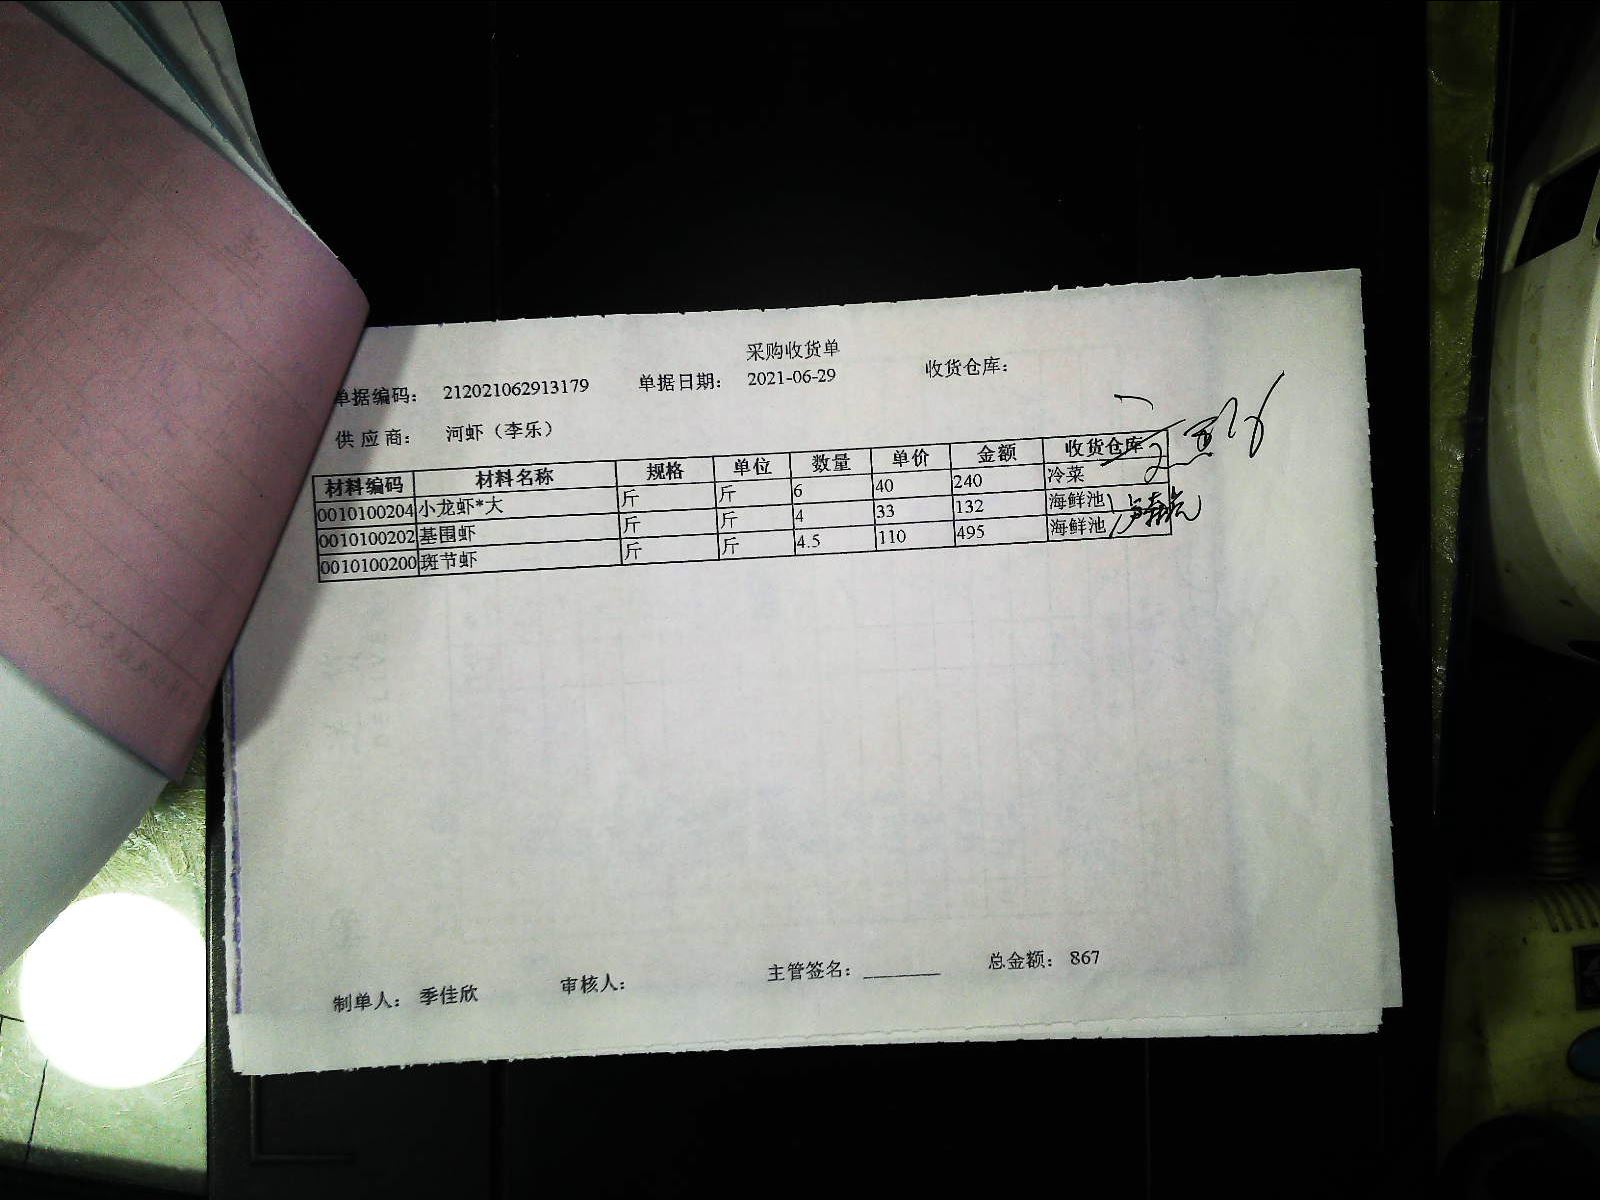 采购收货单
单据编码： 212021062913179 单据日期： 2021-06-29 收货仓库：
供 应 商： 河虾（李乐）
材料编码 材料名称 规格 单位 数量 单价 金额 收货仓库
0010100204 小龙虾*大 斤 斤 6 40 240 冷菜
0010100202 基围虾 斤 斤 4 33 132 海鲜池
0010100200 斑节虾 斤 斤 4.5 110 495 海鲜池
制单人： 季佳欣 审核人： 主管签名：________ 总金额： 867